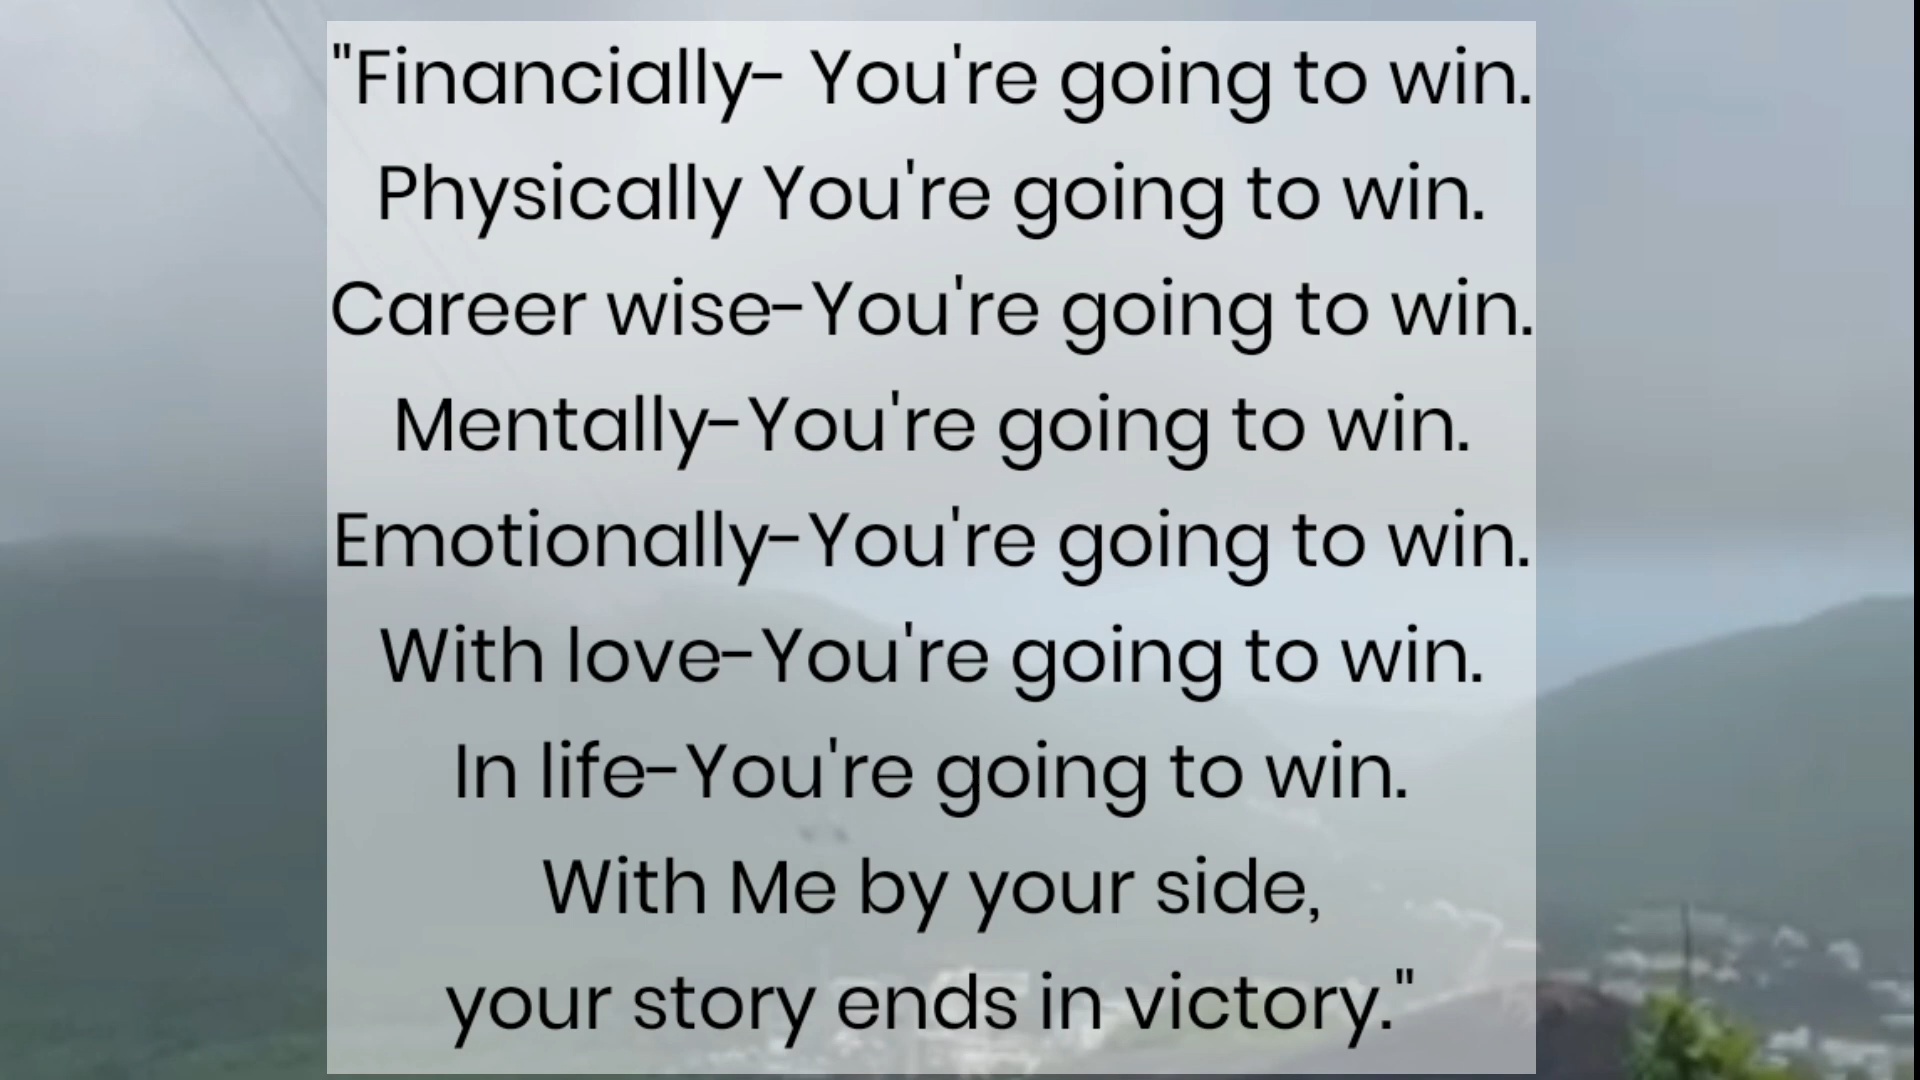 "Financially- You're going to win.
Physically You're going to win.
Career wise-You're going to win.
Mentally-You're going to win.
Emotionally-You're going to win.
With love-You're going to win.
In life-You're going to win.
With Me by your side,
your story ends in victory."